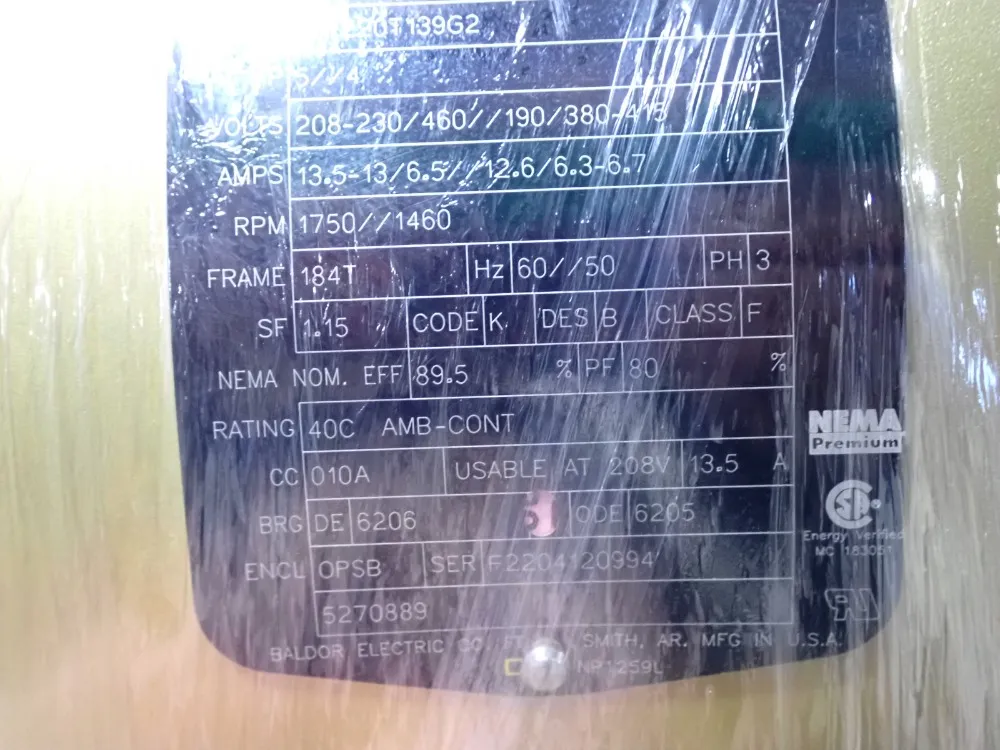 20T139G2
5//4
VOLTS 208-230/460//190/380-415
AMPS 13.5-13/6.5//12.6/6.3-6.7
RPM 1750//1460
FRAME 184T Hz 60//50 PH 3
SF 1.15 CODE K DES B CLASS F
NEMA NOM. EFF 89.5 % PF 80 %
RATING 40C AMB-CONT
NEMA
Premium
CC 010A USABLE AT 208V 13.5 A
BRG DE 6206 ODE 6205
Energy Verified
MC 183051
ENCL OPSB SER F2204120994
5270889
BALDOR ELECTRIC CO. FT. SMITH, AR. MFG IN U.S.A.
NP1259L